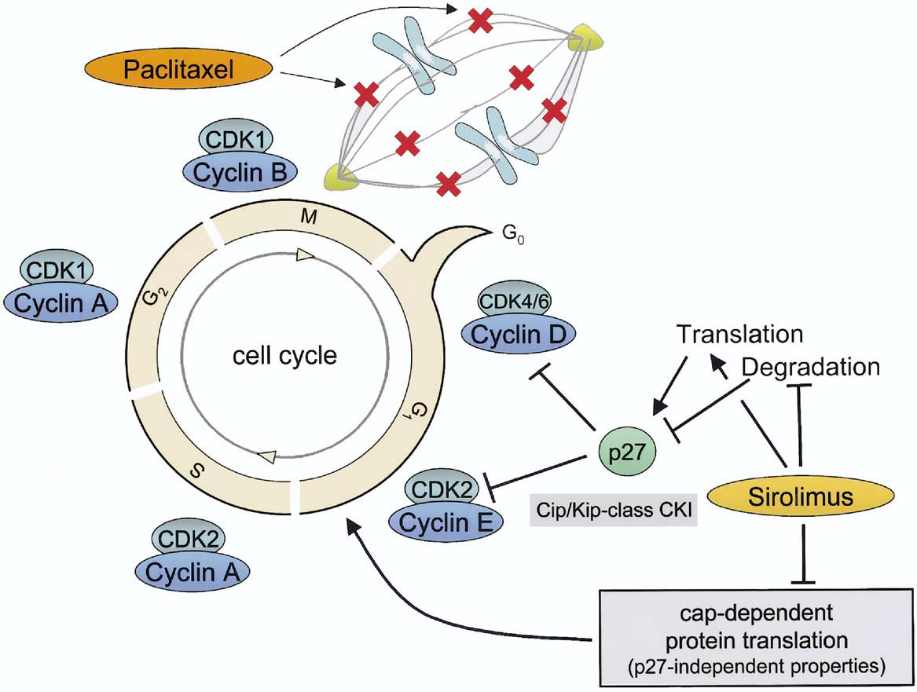 Paclitaxel
CDK1
Cyclin B
M
G0
CDK1
Cyclin A
G2
CDK4/6
Cyclin D
cell cycle
Translation
Degradation
G1
p27
S
CDK2
Cyclin E
Cip/Kip-class CKI
Sirolimus
CDK2
Cyclin A
cap-dependent
protein translation
(p27-independent properties)